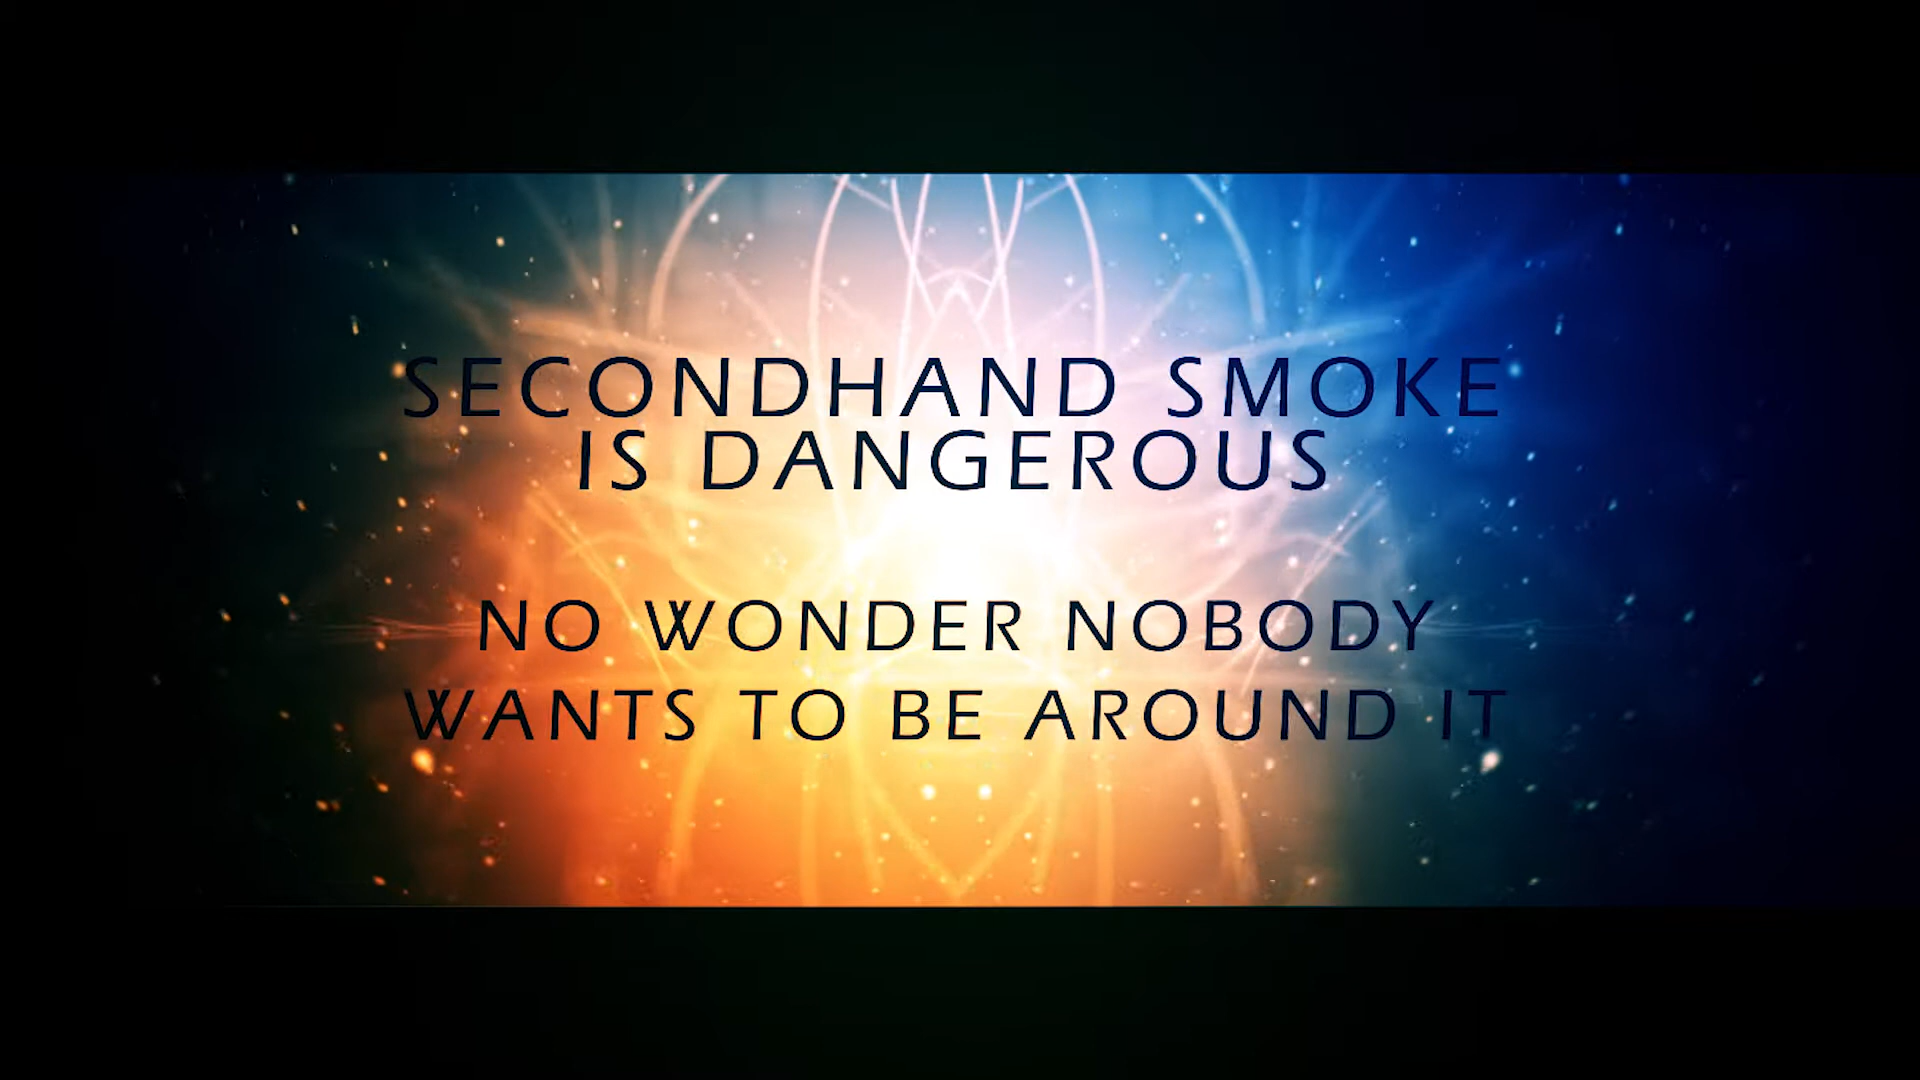 SECONDHAND SMOKE
IS DANGEROUS
NO WONDER NOBODY
WANTS TO BE AROUND IT